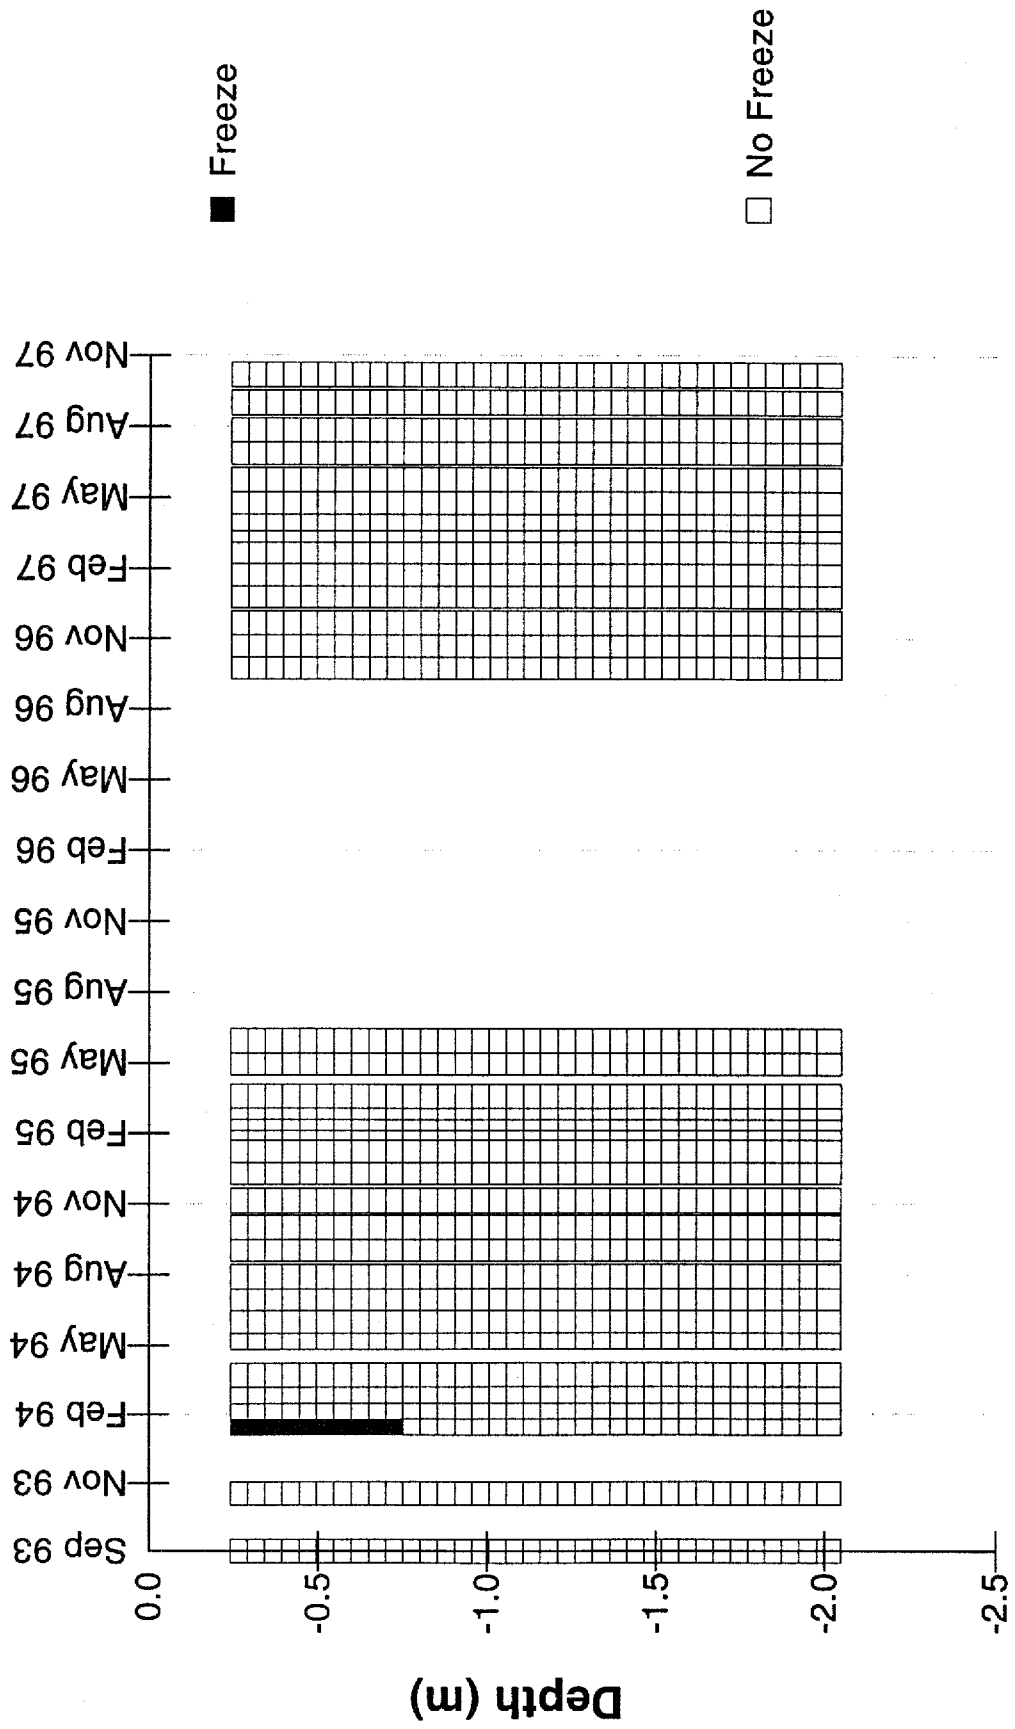 Depth (m)
0.0
-0.5
-1.0
-1.5
-2.0
-2.5
Sep 93
Nov 93
Feb 94
May 94
Aug 94
Nov 94
Feb 95
May 95
Aug 95
Nov 95
Feb 96
May 96
Aug 96
Nov 96
Feb 97
May 97
Aug 97
Nov 97
Freeze
No Freeze